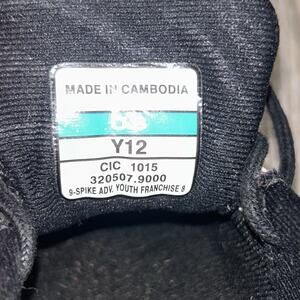 MADE IN CAMBODIA
Y12
CIC 1015
320507.9000
9-SPIKE ADV. YOUTH FRANCHISE 8